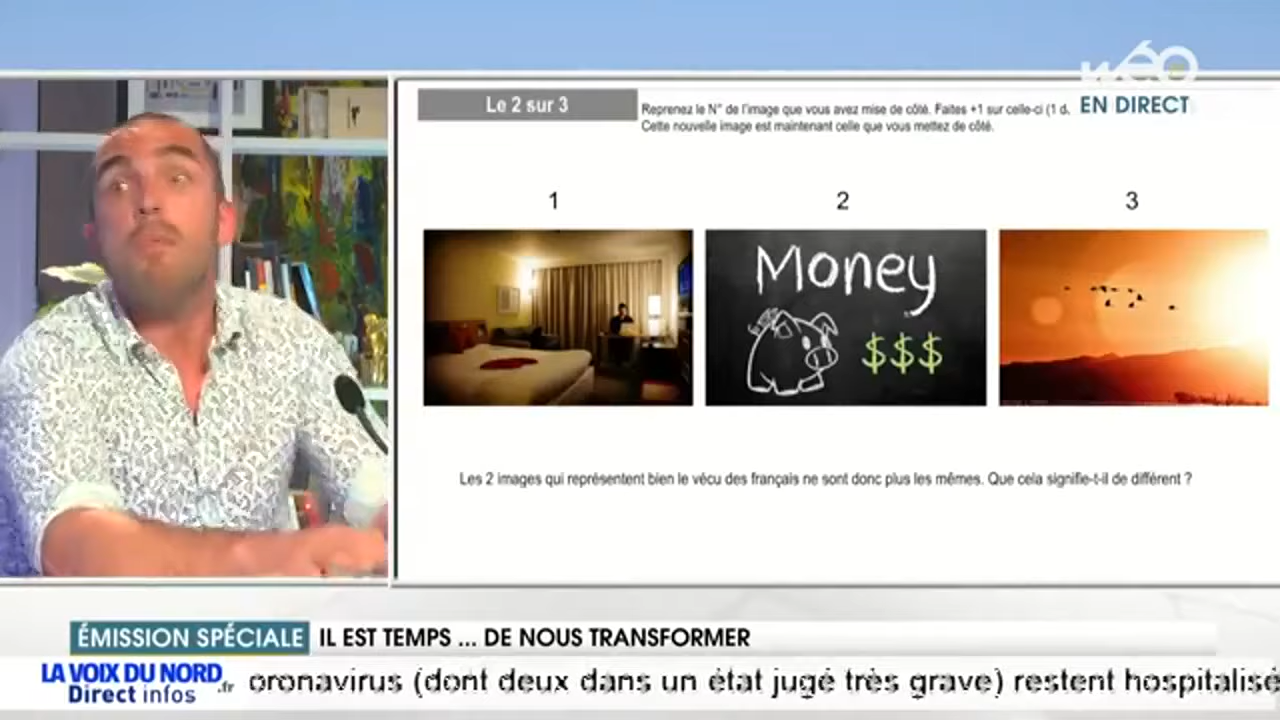 wéo
EN DIRECT
Le 2 sur 3
Reprenez le N° de l'image que vous avez mise de côté. Faites +1 sur celle-ci (1 d.
Cette nouvelle image est maintenant celle que vous mettez de côté.
1
2
3
Money
$$$
Les 2 images qui représentent bien le vécu des français ne sont donc plus les mêmes. Que cela signifie-t-il de différent ?
ÉMISSION SPÉCIALE IL EST TEMPS ... DE NOUS TRANSFORMER
LA VOIX DU NORD.fr
Direct infos
oronavirus (dont deux dans un état jugé très grave) restent hospitalisé